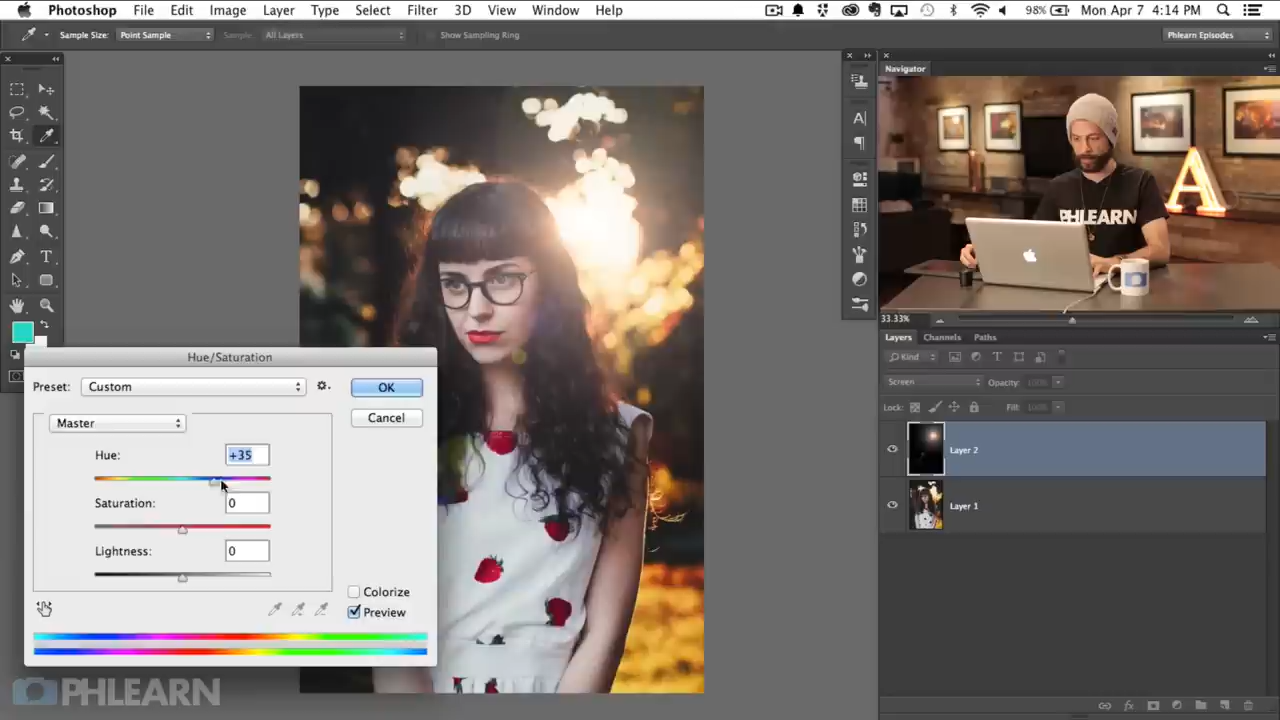 Photoshop File Edit Image Layer Type Select Filter 3D View Window Help 98% Mon Apr 7 4:14 PM
Sample Size: Point Sample Sample: All Layers Show Sampling Ring Phlearn Episodes
Navigator
A
PHLEARN
33.33%
Layers Channels Paths
Kind
Screen Opacity: 100%
Lock: Fill: 100%
Layer 2
Layer 1
Hue/Saturation
Preset: Custom OK
Cancel
Master
Hue: +35
Saturation: 0
Lightness: 0
Colorize
Preview
PHLEARN